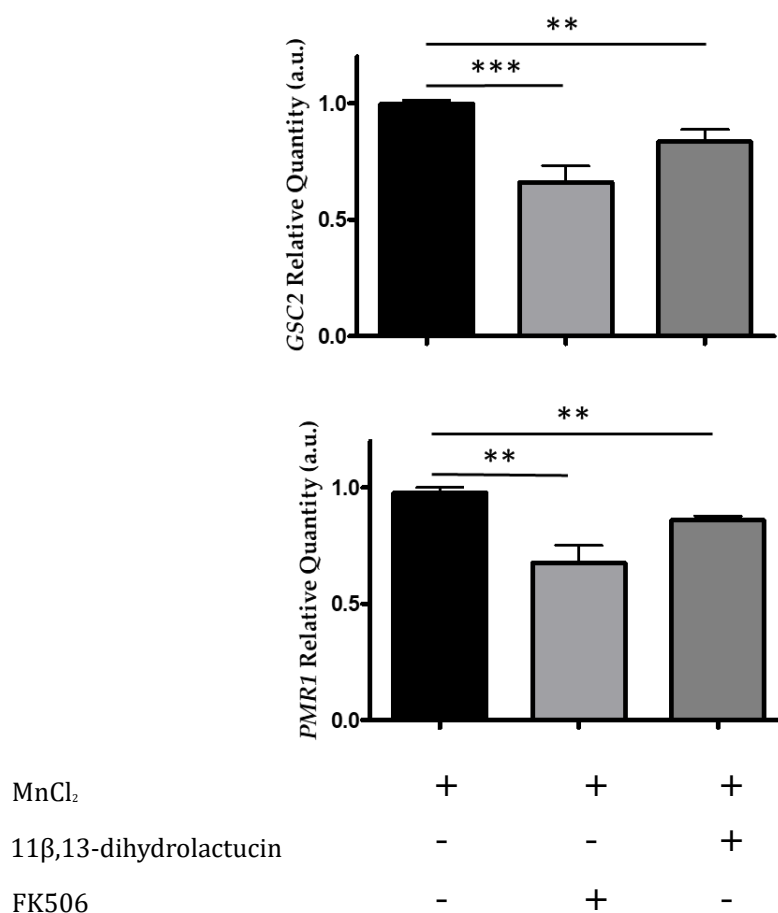 **
***
1.0
0.5
0.0
GSC2 Relative Quantity (a.u.)
**
**
1.0
0.5
0.0
PMR1 Relative Quantity (a.u.)
MnCl₂ + + +
11β,13-dihydrolactucin - - +
FK506 - + -